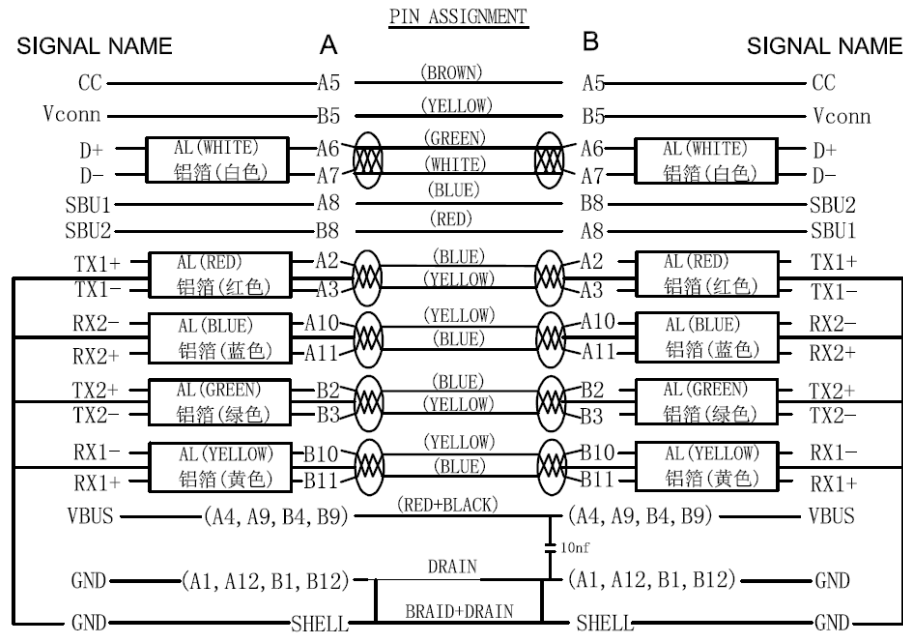 PIN ASSIGNMENT
SIGNAL NAME A B SIGNAL NAME
CC A5 (BROWN) A5 CC
Vconn B5 (YELLOW) B5 Vconn
D+ AL(WHITE) A6 (GREEN) A6 AL(WHITE) D+
D- 铝箔(白色) A7 (WHITE) A7 铝箔(白色) D-
SBU1 A8 (BLUE) B8 SBU2
SBU2 B8 (RED) A8 SBU1
TX1+ AL(RED) A2 (BLUE) A2 AL(RED) TX1+
TX1- 铝箔(红色) A3 (YELLOW) A3 铝箔(红色) TX1-
RX2- AL(BLUE) A10 (YELLOW) A10 AL(BLUE) RX2-
RX2+ 铝箔(蓝色) A11 (BLUE) A11 铝箔(蓝色) RX2+
TX2+ AL(GREEN) B2 (BLUE) B2 AL(GREEN) TX2+
TX2- 铝箔(绿色) B3 (YELLOW) B3 铝箔(绿色) TX2-
RX1- AL(YELLOW) B10 (YELLOW) B10 AL(YELLOW) RX1-
RX1+ 铝箔(黄色) B11 (BLUE) B11 铝箔(黄色) RX1+
VBUS (A4, A9, B4, B9) (RED+BLACK) (A4, A9, B4, B9) VBUS
10nf
GND (A1, A12, B1, B12) DRAIN (A1, A12, B1, B12) GND
GND SHELL BRAID+DRAIN SHELL GND